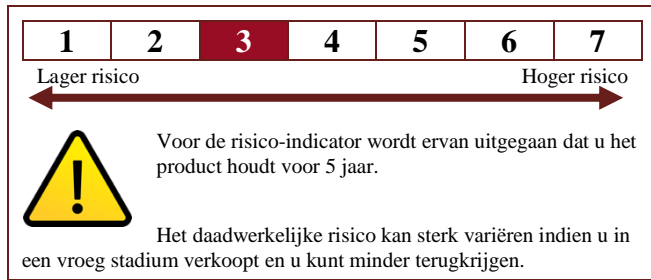 1 2 3 4 5 6 7
Lager risico Hoger risico
Voor de risico-indicator wordt ervan uitgegaan dat u het
product houdt voor 5 jaar.
Het daadwerkelijke risico kan sterk variëren indien u in
een vroeg stadium verkoopt en u kunt minder terugkrijgen.